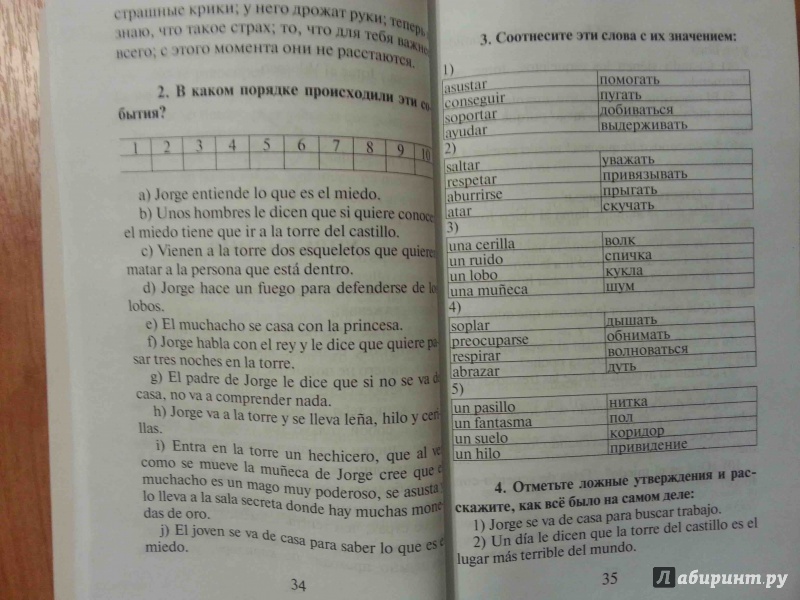 страшные крики; у него дрожат руки; теперь
знаю, что такое страх; то, что для тебя важне
всего; с этого момента они не расстаются.
2. В каком порядке происходили эти со-
бытия?
1 2 3 4 5 6 7 8 9 10
a) Jorge entiende lo que es el miedo.
b) Unos hombres le dicen que si quiere conoce
el miedo tiene que ir a la torre del castillo.
c) Vienen a la torre dos esqueletos que quieren
matar a la persona que está dentro.
d) Jorge hace un fuego para defenderse de los
lobos.
e) El muchacho se casa con la princesa.
f) Jorge habla con el rey y le dice que quiere pa-
sar tres noches en la torre.
g) El padre de Jorge le dice que si no se va de
casa, no va a comprender nada.
h) Jorge va a la torre y se lleva leña, hilo y ceri-
llas.
i) Entra en la torre un hechicero, que al ve
como se mueve la muñeca de Jorge cree que e
muchacho es un mago muy poderoso, se asusta y
lo lleva a la sala secreta donde hay muchas mone-
das de oro.
j) El joven se va de casa para saber lo que es e
miedo.
34
3. Соотнесите эти слова с их значением:
1)
asustar помогать
conseguir пугать
soportar добиваться
ayudar выдерживать
2)
saltar уважать
respetar привязывать
aburrirse прыгать
atar скучать
3)
una cerilla волк
un ruido спичка
un lobo кукла
una muñeca шум
4)
soplar дышать
preocuparse обнимать
respirar волноваться
abrazar дуть
5)
un pasillo нитка
un fantasma пол
un suelo коридор
un hilo привидение
4. Отметьте ложные утверждения и рас-
скажите, как всё было на самом деле:
1) Jorge se va de casa para buscar trabajo.
2) Un día le dicen que la torre del castillo es el
lugar más terrible del mundo.
35
Лабиринт.ру